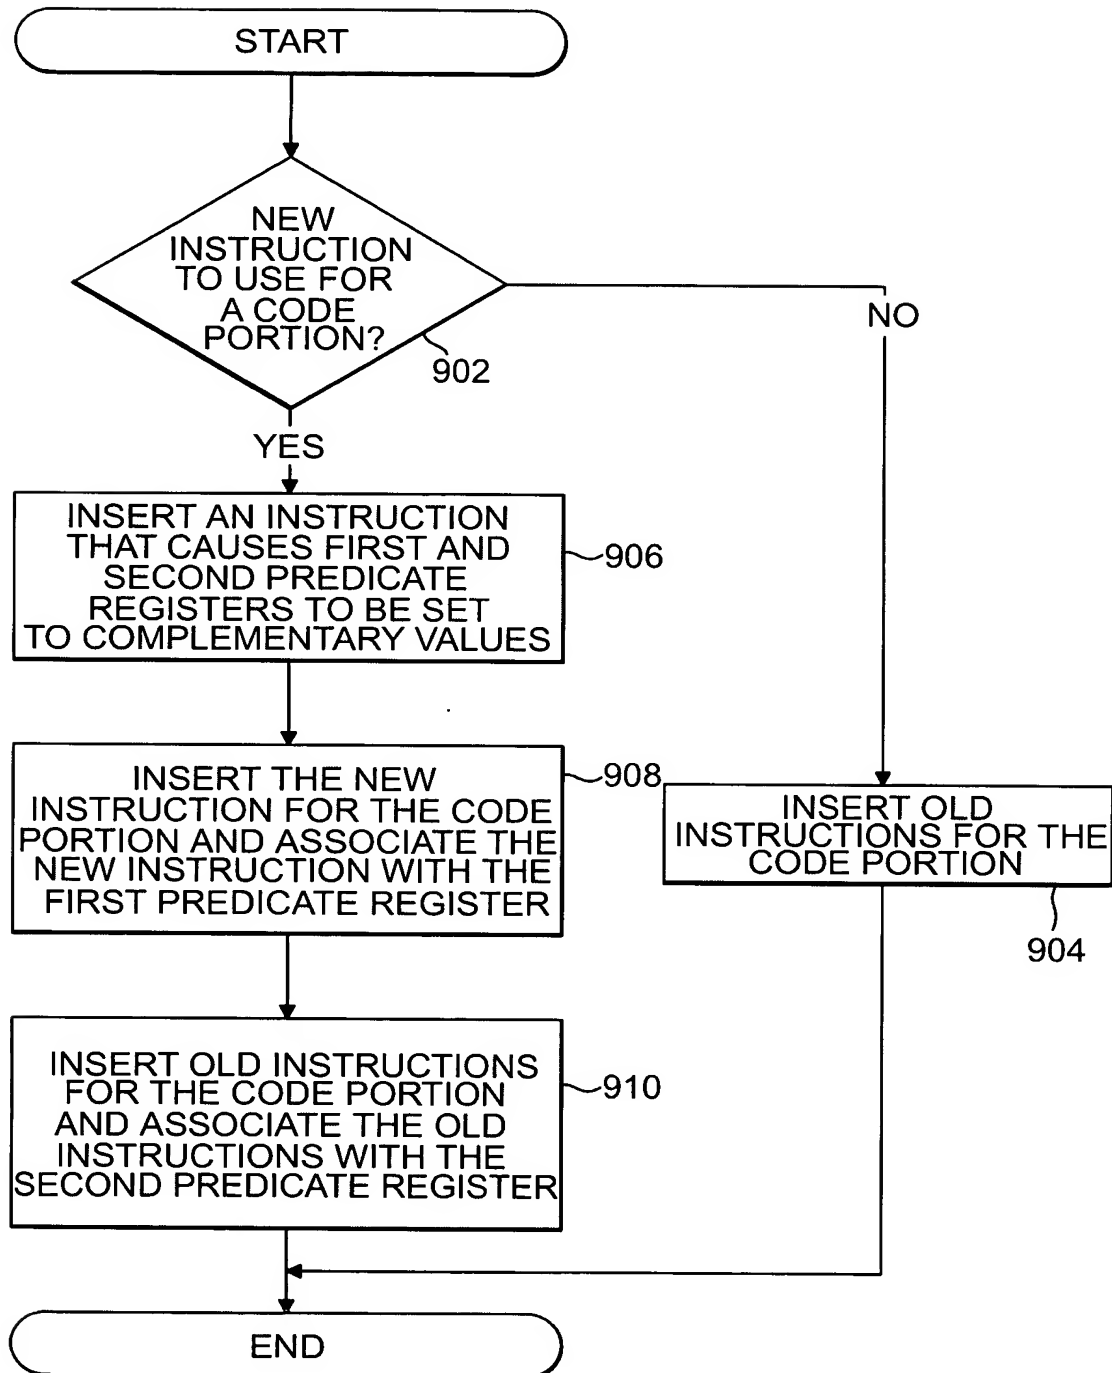 START
NEW
INSTRUCTION
TO USE FOR
A CODE
PORTION?
902
NO
YES
INSERT AN INSTRUCTION
THAT CAUSES FIRST AND
SECOND PREDICATE
REGISTERS TO BE SET
TO COMPLEMENTARY VALUES
906
INSERT THE NEW
INSTRUCTION FOR THE CODE
PORTION AND ASSOCIATE THE
NEW INSTRUCTION WITH THE
FIRST PREDICATE REGISTER
908
INSERT OLD
INSTRUCTIONS FOR THE
CODE PORTION
904
INSERT OLD INSTRUCTIONS
FOR THE CODE PORTION
AND ASSOCIATE THE OLD
INSTRUCTIONS WITH THE
SECOND PREDICATE REGISTER
910
END